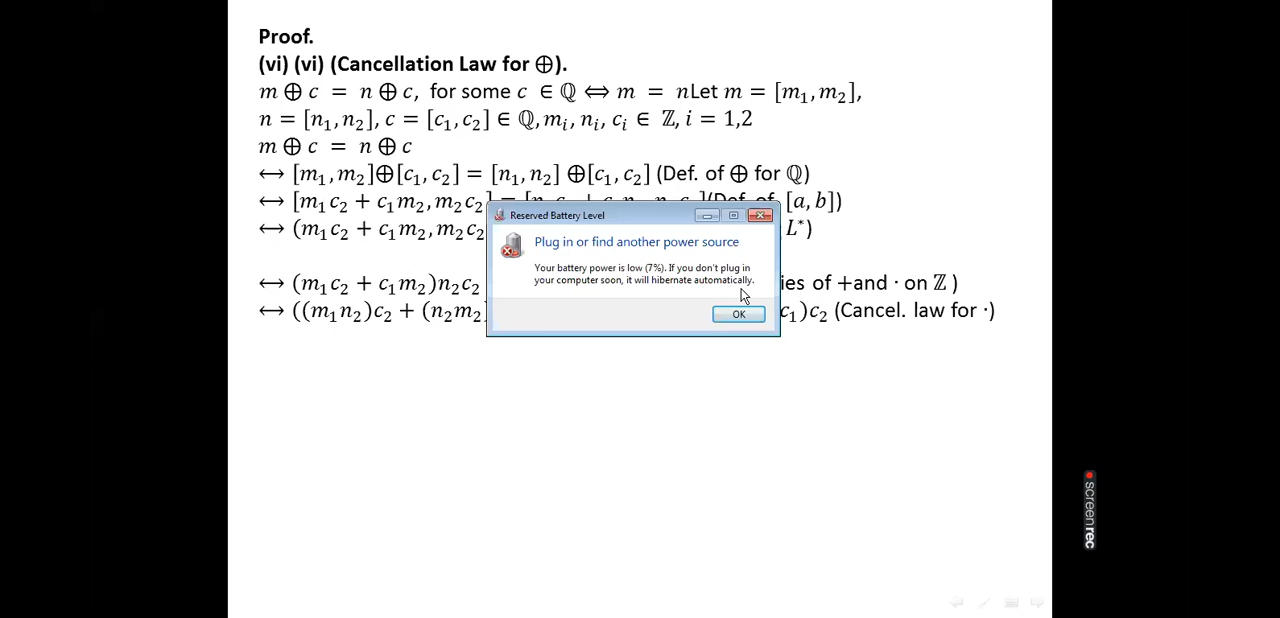 Proof.
(vi) (vi) (Cancellation Law for ⊕).
m ⊕ c = n ⊕ c, for some c ∈ ℚ ⟺ m = nLet m = [m₁, m₂],
n = [n₁, n₂], c = [c₁, c₂] ∈ ℚ, mᵢ, nᵢ, cᵢ ∈ ℤ, i = 1,2
m ⊕ c = n ⊕ c
↔ [m₁, m₂]⊕[c₁, c₂] = [n₁, n₂] ⊕[c₁, c₂] (Def. of ⊕ for ℚ)
↔ [m₁c₂ + c₁m₂, m₂c₂] = [n (Def. of [a, b])
↔ (m₁c₂ + c₁m₂, m₂c₂ L*)
↔ (m₁c₂ + c₁m₂)n₂c₂ of +and · on ℤ )
↔ ((m₁n₂)c₂ + (n₂m₂ c₁)c₂ (Cancel. law for ·)
Reserved Battery Level
Plug in or find another power source
Your battery power is low (7%). If you don't plug in
your computer soon, it will hibernate automatically.
OK
screenrec